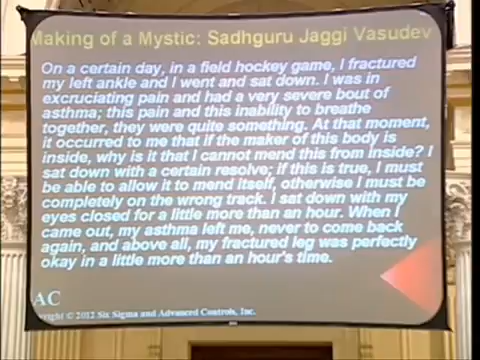 Making of a Mystic: Sadhguru Jaggi Vasudev
On a certain day, in a field hockey game, I fractured
my left ankle and I went and sat down. I was in
excruciating pain and had a very severe bout of
asthma; this pain and this inability to breathe
together, they were quite something. At that moment,
it occurred to me that if the maker of this body is
inside, why is it that I cannot mend this from inside? I
sat down with a certain resolve; if this is true, I must
be able to allow it to mend itself, otherwise I must be
completely on the wrong track. I sat down with my
eyes closed for a little more than an hour. When I
came out, my asthma left me, never to come back
again, and above all, my fractured leg was perfectly
okay in a little more than an hour's time.
AC
yright © 2012 Six Sigma and Advanced Controls, Inc.